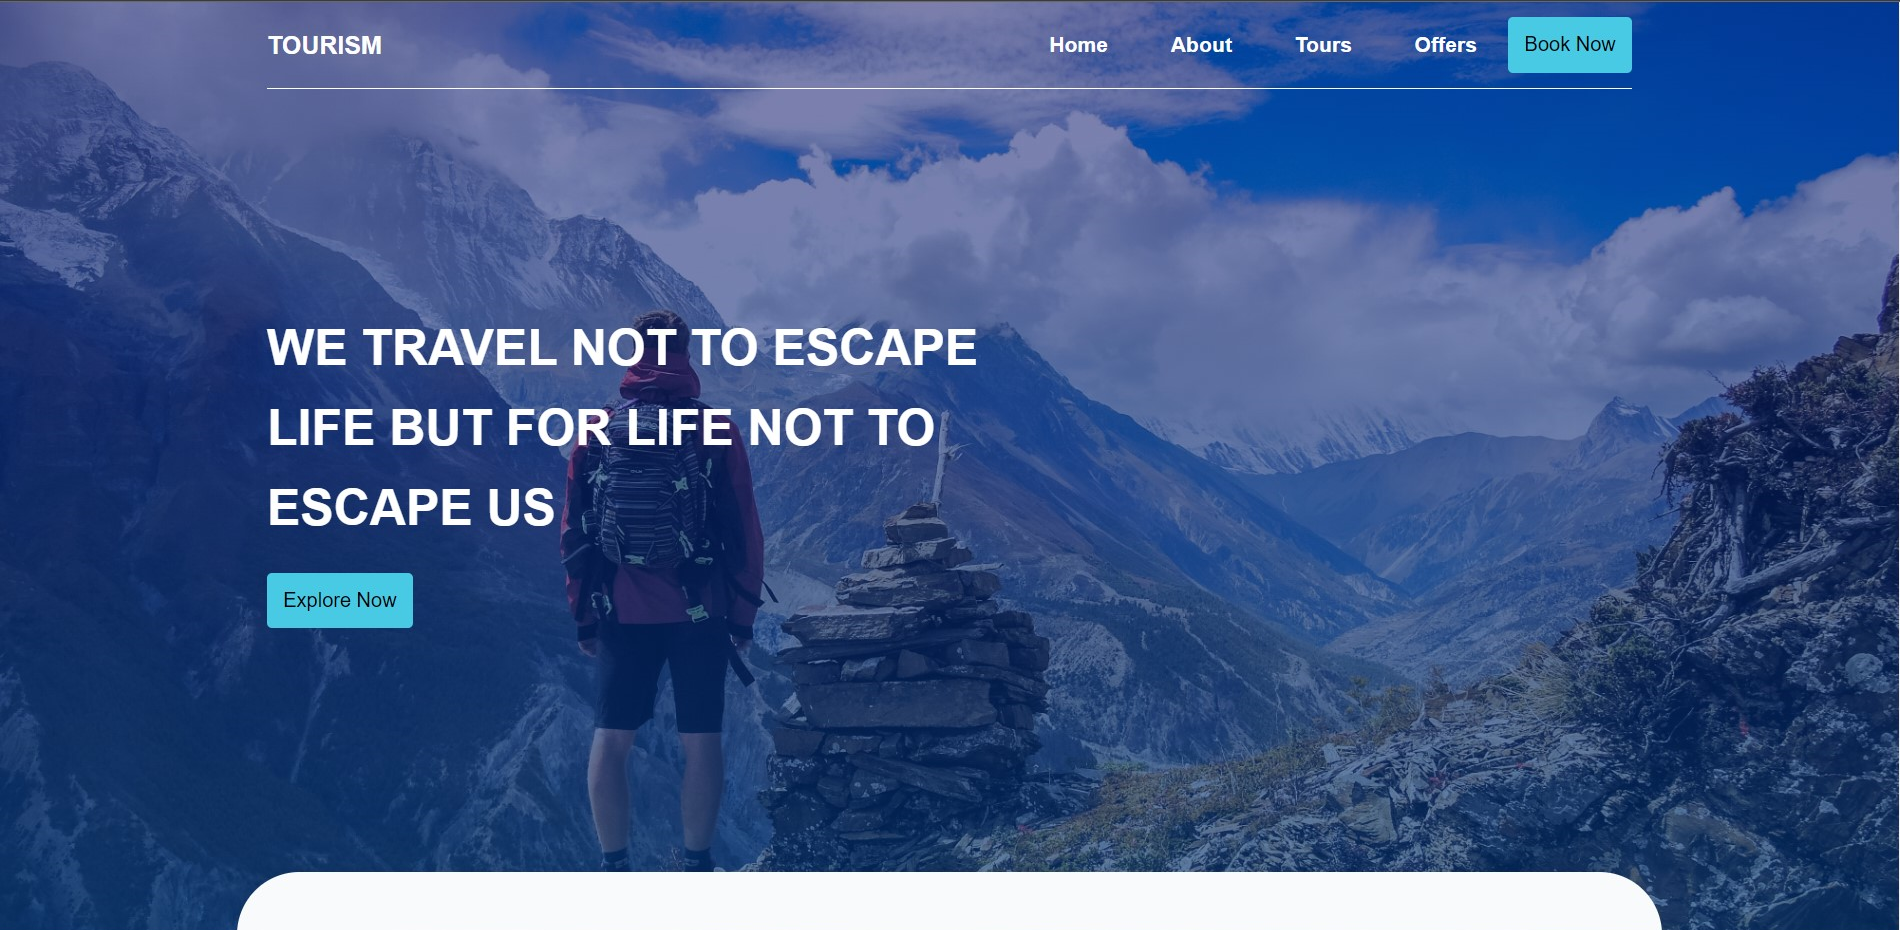 TOURISM
Home About Tours Offers Book Now
WE TRAVEL NOT TO ESCAPE
LIFE BUT FOR LIFE NOT TO
ESCAPE US
Explore Now